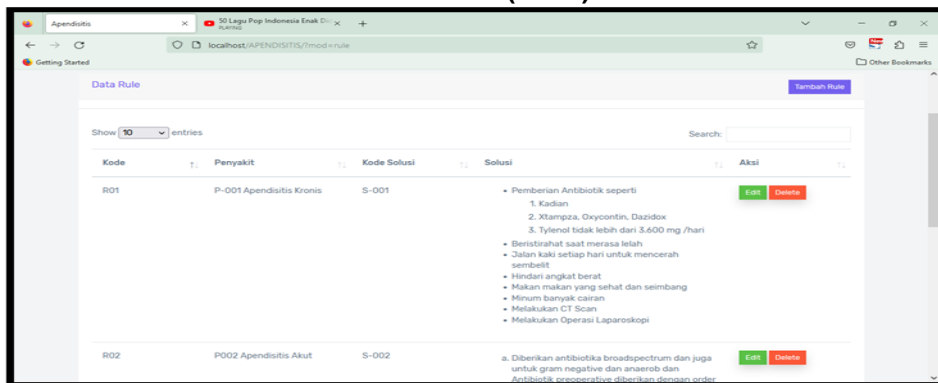 Apendisitis
50 Lagu Pop Indonesia Enak Di
PLAYING
localhost/APENDISITIS/?mod=rule
New
Getting Started
Other Bookmarks
Data Rule
Tambah Rule
Show 10 entries
Search:
Kode Penyakit Kode Solusi Solusi Aksi
R01 P-001 Apendisitis Kronis S-001 • Pemberian Antibiotik seperti Edit Delete
1. Kadian
2. Xtampza, Oxycontin, Dazidox
3. Tylenol tidak lebih dari 3.600 mg /hari
• Beristirahat saat merasa lelah
• Jalan kaki setiap hari untuk mencerah
sembelit
• Hindari angkat berat
• Makan makan yang sehat dan seimbang
• Minum banyak cairan
• Melakukan CT Scan
• Melakukan Operasi Laparoskopi
R02 P002 Apendisitis Akut S-002 a. Diberikan antibiotika broadspectrum dan juga Edit Delete
untuk gram negative dan anaerob dan
Antibiotik preoperative diberikan dengan order